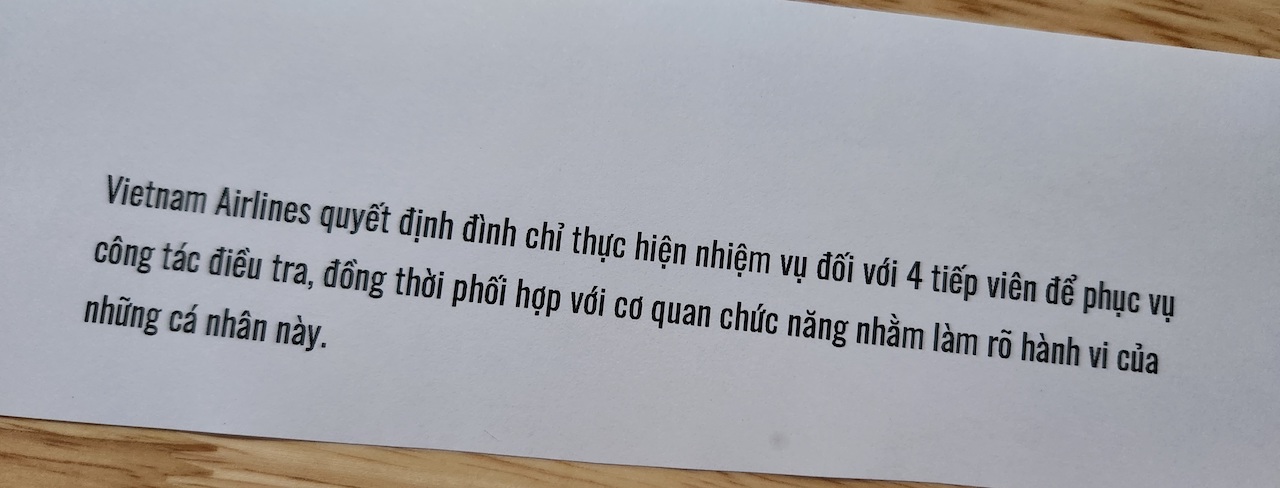 Vietnam Airlines quyết định đình chỉ thực hiện nhiệm vụ đối với 4 tiếp viên để phục vụ
công tác điều tra, đồng thời phối hợp với cơ quan chức năng nhằm làm rõ hành vi của
những cá nhân này.